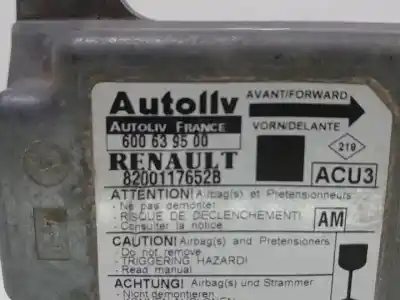 Autoliv
AVANT/FORWARD
AUTOLIV FRANCE
VORN/DELANTE
600 63 95 00
219
RENAULT
8200117652B
ACU3
ATTENTION! Airbag(s) et Pretensionneurs
- Ne pas demonter
- RISQUE DE DECLENCHEMENT!
- Consulter la notice
AM
CAUTION! Airbag(s) and Pretensioners
- Do not remove
- TRIGGERING HAZARD!
- Read manual
ACHTUNG! Airbag(s) und Strammer
- Nicht demontieren